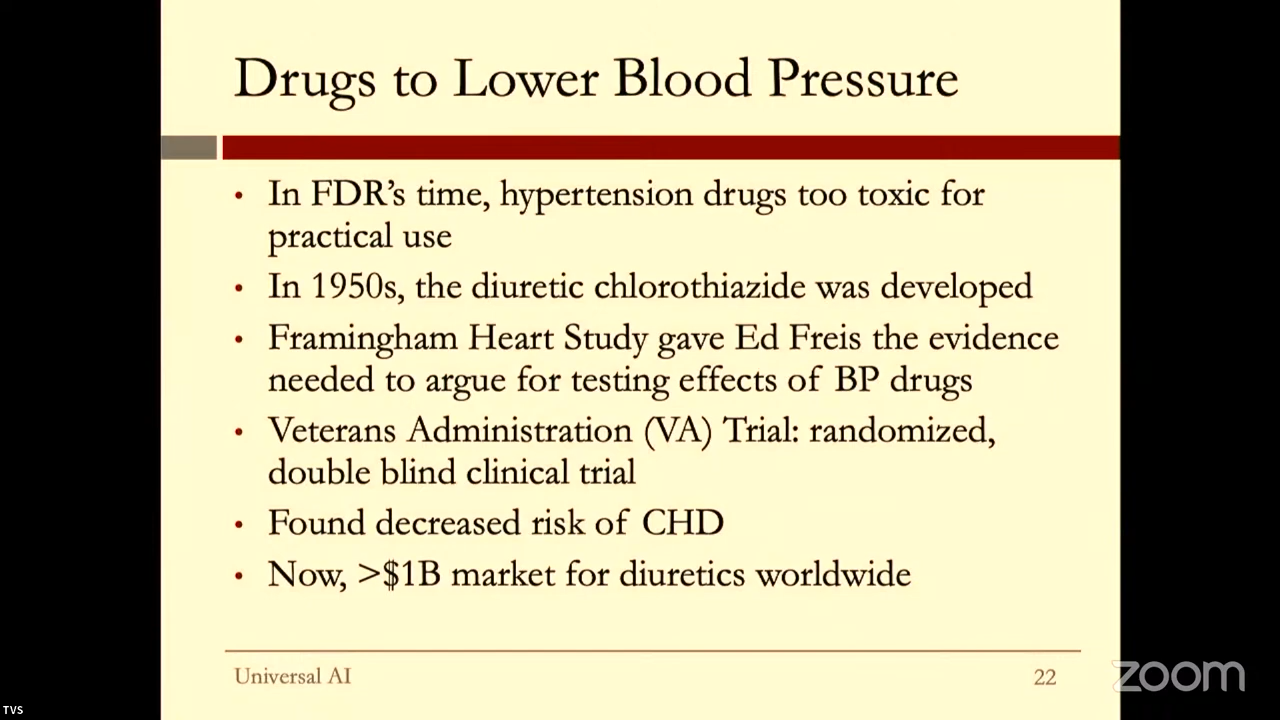 Drugs to Lower Blood Pressure
• In FDR's time, hypertension drugs too toxic for
practical use
• In 1950s, the diuretic chlorothiazide was developed
• Framingham Heart Study gave Ed Freis the evidence
needed to argue for testing effects of BP drugs
• Veterans Administration (VA) Trial: randomized,
double blind clinical trial
• Found decreased risk of CHD
• Now, >$1B market for diuretics worldwide
Universal AI
22
zoom
TVS